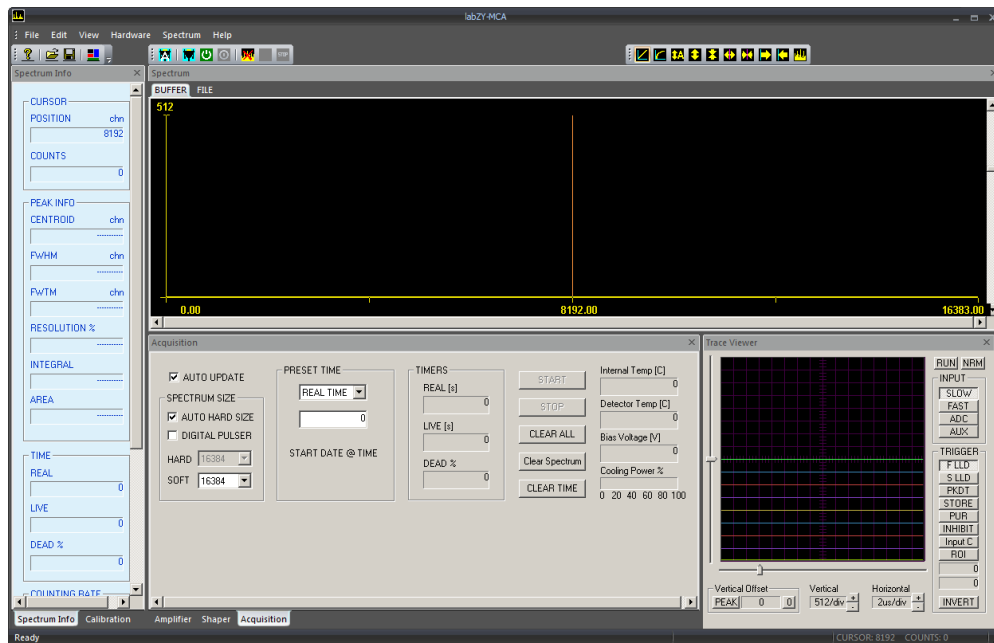 labZY-MCA
File Edit View Hardware Spectrum Help
STOP
Spectrum Info
CURSOR
POSITION chn
8192
COUNTS
0
PEAK INFO
CENTROID chn
-----------
FWHM chn
-----------
FWTM chn
-----------
RESOLUTION %
-----------
INTEGRAL
-----------
AREA
-----------
TIME
REAL
0
LIVE
0
DEAD %
0
COUNTING RATE
Spectrum Info Calibration
Spectrum
BUFFER FILE
512
0.00 8192.00 16383.00
Acquisition
AUTO UPDATE
SPECTRUM SIZE
AUTO HARD SIZE
DIGITAL PULSER
HARD 16384
SOFT 16384
PRESET TIME
REAL TIME
0
START DATE @ TIME
TIMERS
REAL [s]
0
LIVE [s]
0
DEAD %
0
START
STOP
CLEAR ALL
Clear Spectrum
CLEAR TIME
Internal Temp [C]
0
Detector Temp [C]
0
Bias Voltage [V]
0
Cooling Power %
0 20 40 60 80 100
Amplifier Shaper Acquisition
Trace Viewer
RUN NRM
INPUT
SLOW
FAST
ADC
AUX
TRIGGER
F LLD
S LLD
PKDT
STORE
PUR
INHIBIT
Input C
ROI
0
0
INVERT
Vertical Offset
PEAK 0 0
Vertical
512/div + -
Horizontal
2us/div + -
Ready
CURSOR: 8192 COUNTS: 0